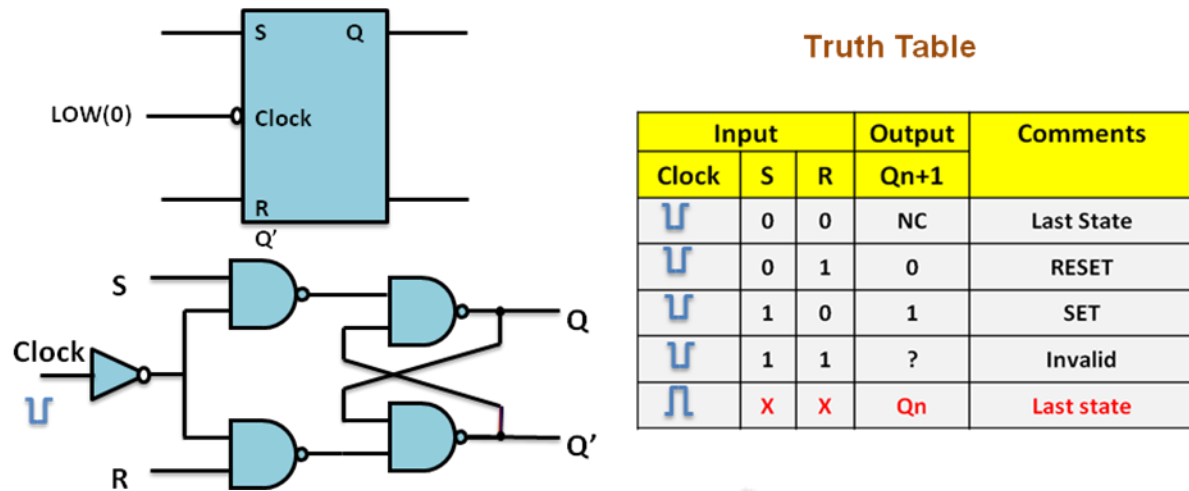 S Q
LOW(0) Clock
R
Q’
S
Q
Clock
Q’
R
Truth Table
Input Output Comments
Clock S R Qn+1
0 0 NC Last State
0 1 0 RESET
1 0 1 SET
1 1 ? Invalid
X X Qn Last state